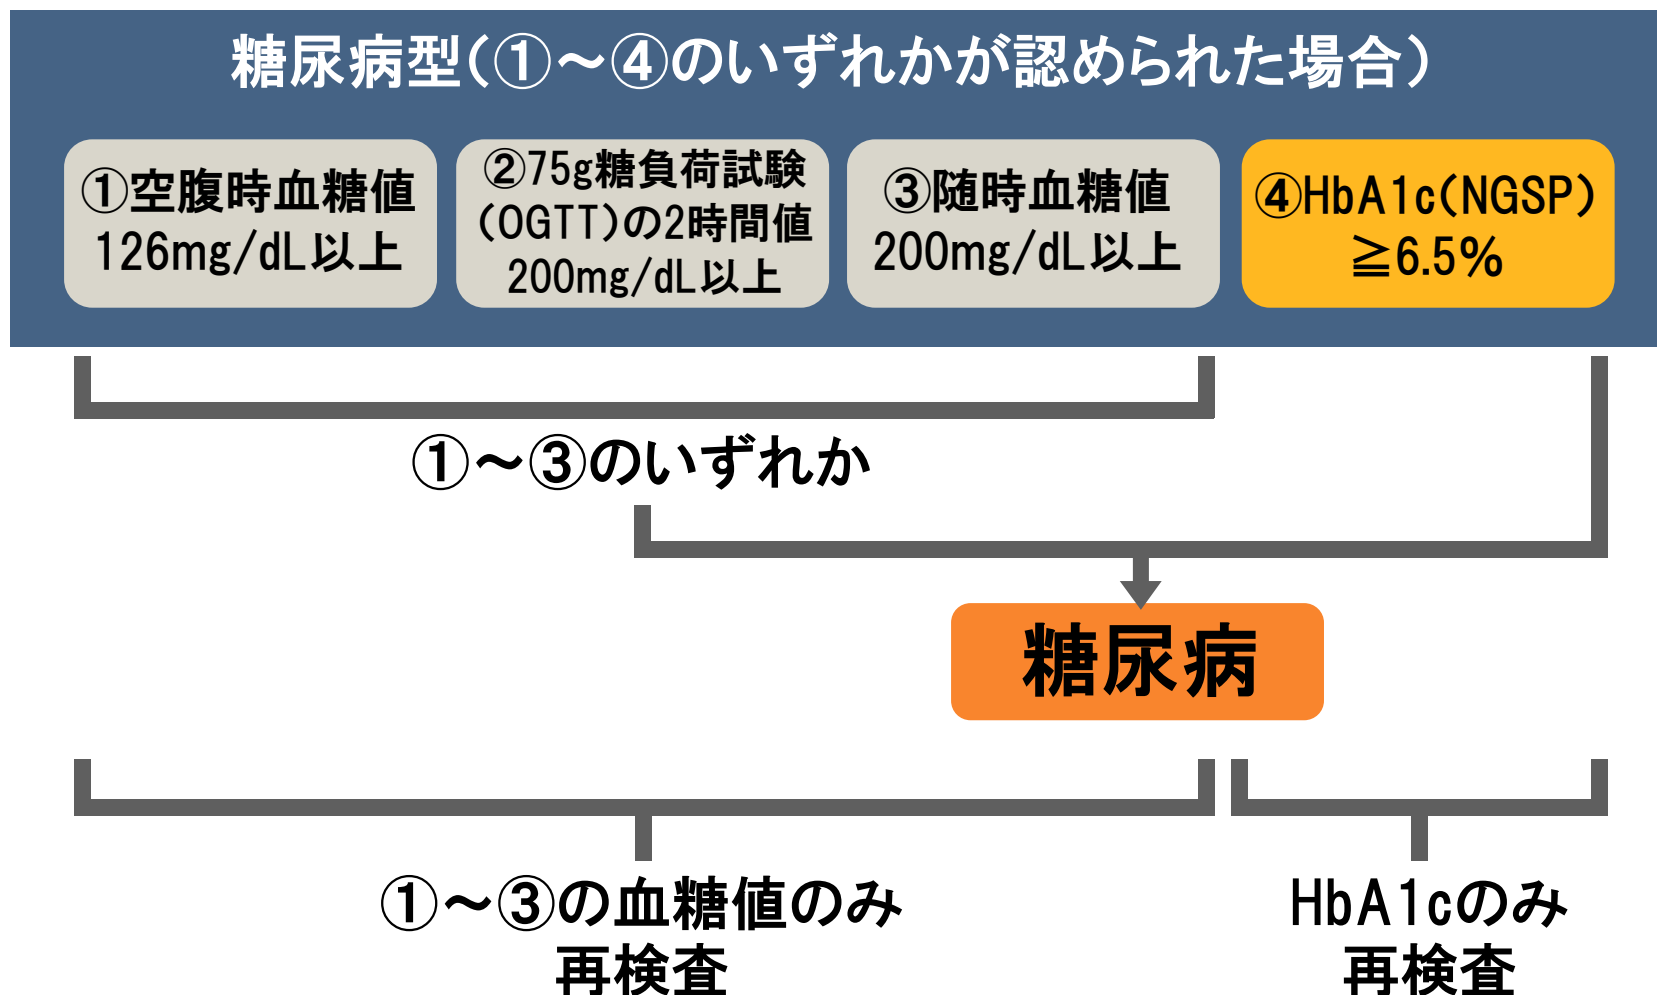 糖尿病型（①～④のいずれかが認められた場合）
①空腹時血糖値
126mg/dL以上
②75g糖負荷試験
（OGTT）の2時間値
200mg/dL以上
③随時血糖値
200mg/dL以上
④HbA1c（NGSP）
≧6.5％
①～③のいずれか
糖尿病
①～③の血糖値のみ
再検査
HbA1cのみ
再検査